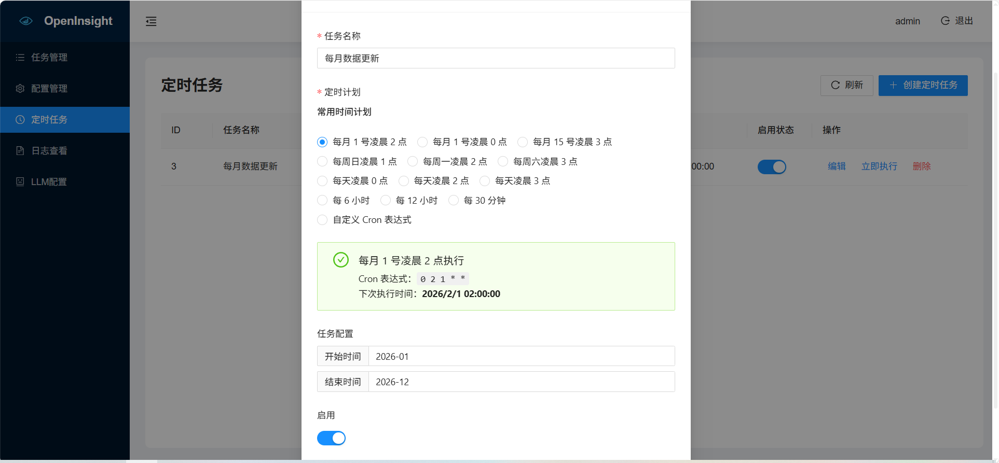 OpenInsight
admin
退出
任务管理
配置管理
定时任务
日志查看
LLM配置
定时任务
刷新
创建定时任务
ID 任务名称 启用状态 操作
3 每月数据更新 00:00 编辑 立即执行 删除
* 任务名称
每月数据更新
* 定时计划
常用时间计划
每月 1 号凌晨 2 点 每月 1 号凌晨 0 点 每月 15 号凌晨 3 点
每周日凌晨 1 点 每周一凌晨 2 点 每周六凌晨 3 点
每天凌晨 0 点 每天凌晨 2 点 每天凌晨 3 点
每 6 小时 每 12 小时 每 30 分钟
自定义 Cron 表达式
每月 1 号凌晨 2 点执行
Cron 表达式： 0 2 1 * *
下次执行时间：2026/2/1 02:00:00
任务配置
开始时间 2026-01
结束时间 2026-12
启用